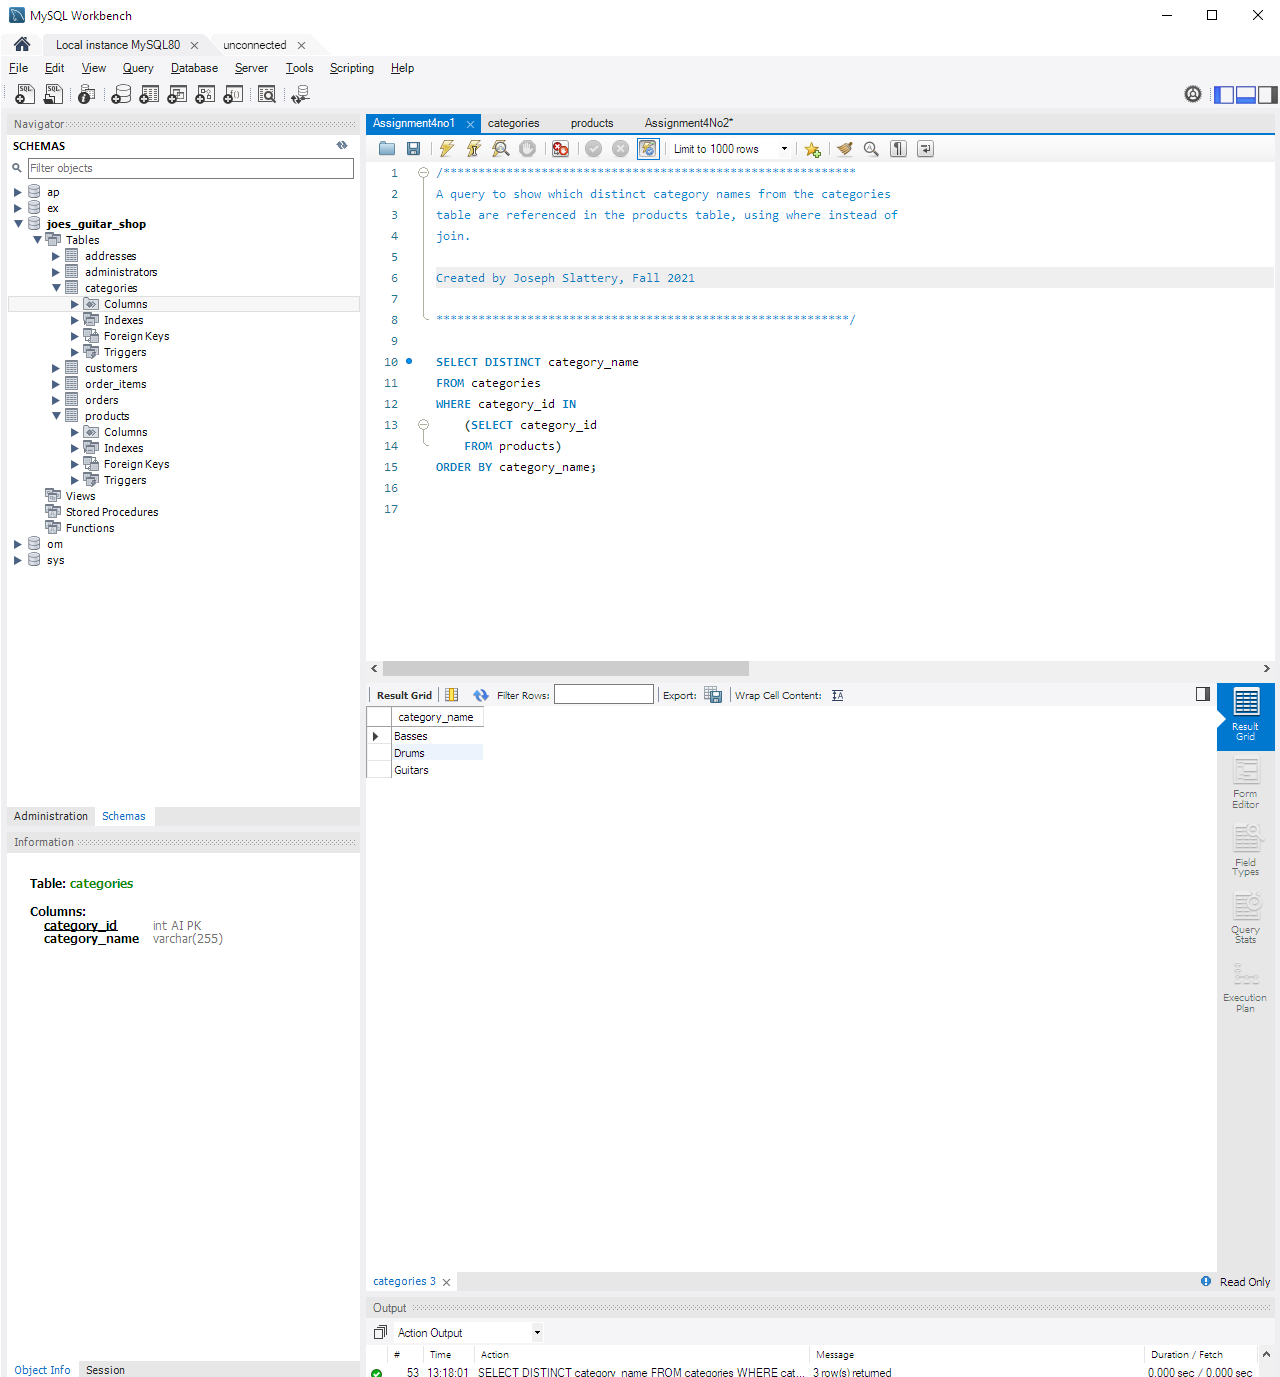 MySQL Workbench
Local instance MySQL80
unconnected
File Edit View Query Database Server Tools Scripting Help
Navigator
SCHEMAS
Filter objects
ap
ex
joes_guitar_shop
Tables
addresses
administrators
categories
Columns
Indexes
Foreign Keys
Triggers
customers
order_items
orders
products
Columns
Indexes
Foreign Keys
Triggers
Views
Stored Procedures
Functions
om
sys
Administration Schemas
Information
Table: categories
Columns:
category_id int AI PK
category_name varchar(255)
Object Info Session
Assignment4no1 categories products Assignment4No2*
Limit to 1000 rows
1 /***********************************************************
2 A query to show which distinct category names from the categories
3 table are referenced in the products table, using where instead of
4 join.
5
6 Created by Joseph Slattery, Fall 2021
7
8 ***********************************************************/
9
10 SELECT DISTINCT category_name
11 FROM categories
12 WHERE category_id IN
13 (SELECT category_id
14 FROM products)
15 ORDER BY category_name;
16
17
Result Grid Filter Rows: Export: Wrap Cell Content:
category_name
Basses
Drums
Guitars
Result Grid
Form Editor
Field Types
Query Stats
Execution Plan
categories 3
Read Only
Output
Action Output
# Time Action Message Duration / Fetch
53 13:18:01 SELECT DISTINCT category_name FROM categories WHERE cat... 3 row(s) returned 0.000 sec / 0.000 sec